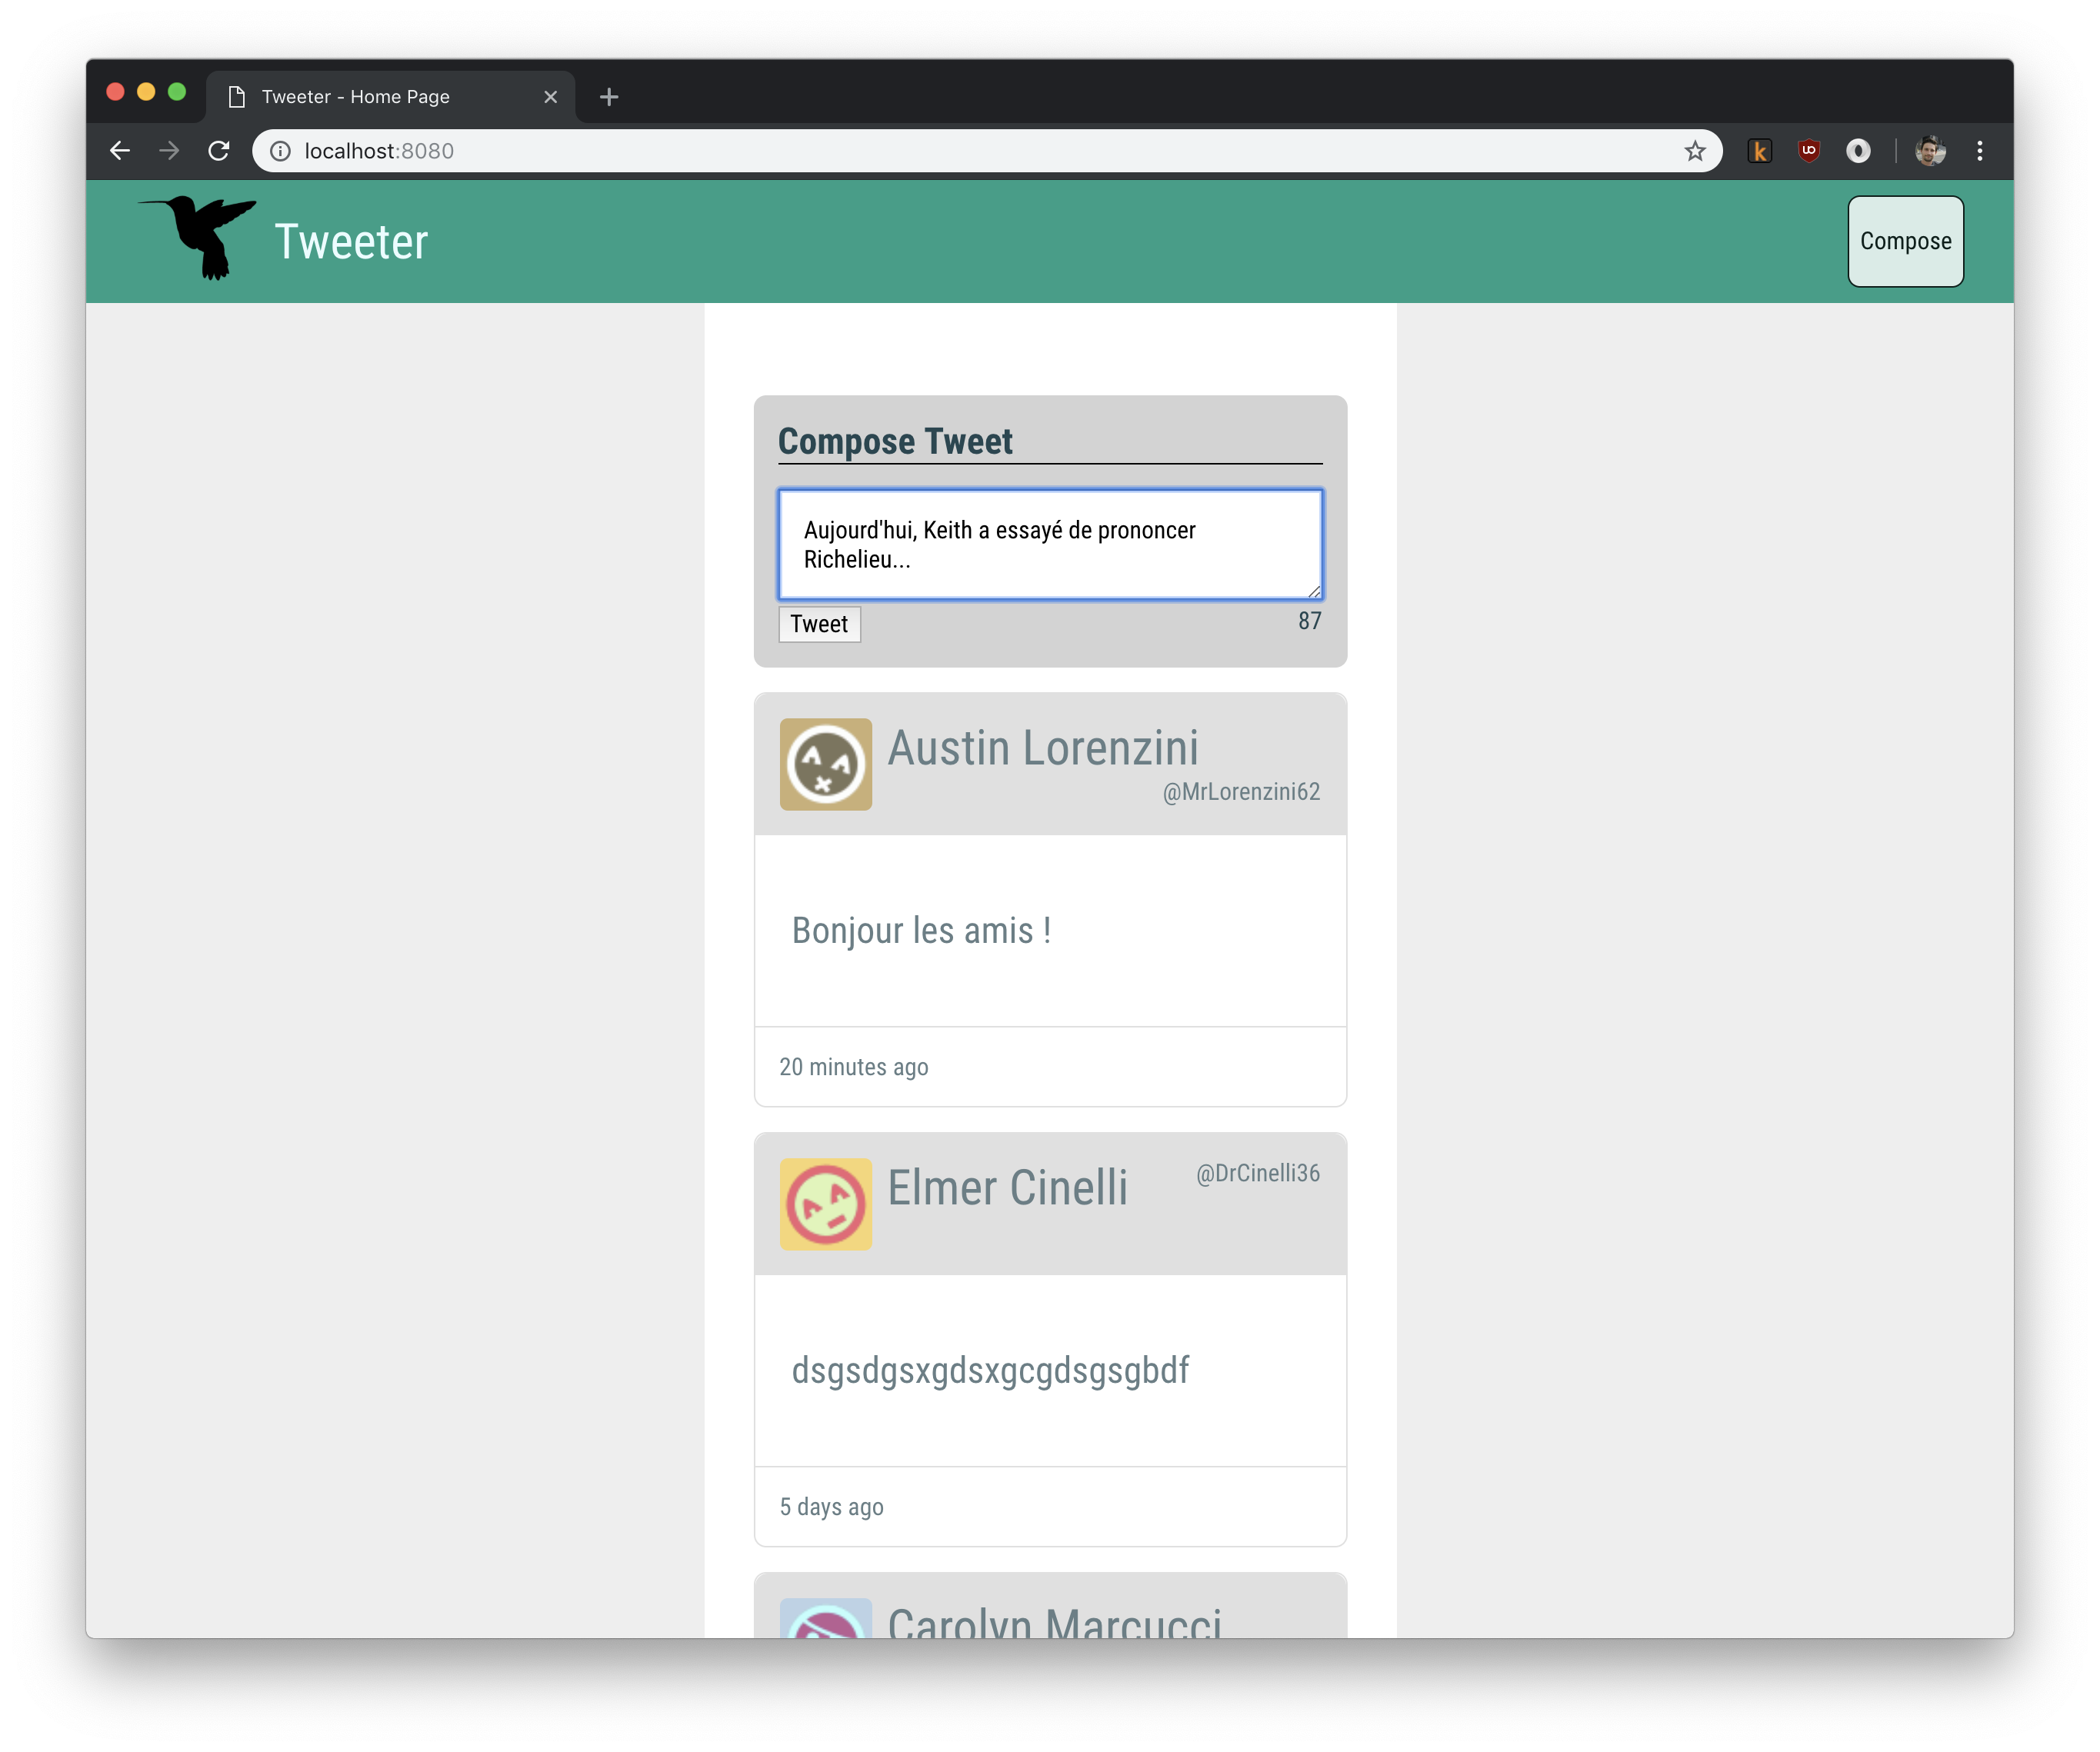 Tweeter - Home Page
localhost:8080
Tweeter
Compose
Compose Tweet
Aujourd'hui, Keith a essayé de prononcer
Richelieu...
Tweet
87
Austin Lorenzini
@MrLorenzini62
Bonjour les amis !
20 minutes ago
Elmer Cinelli
@DrCinelli36
dsgsdgsxgdsxgcgdsgsgbdf
5 days ago
Carolyn Marcucci